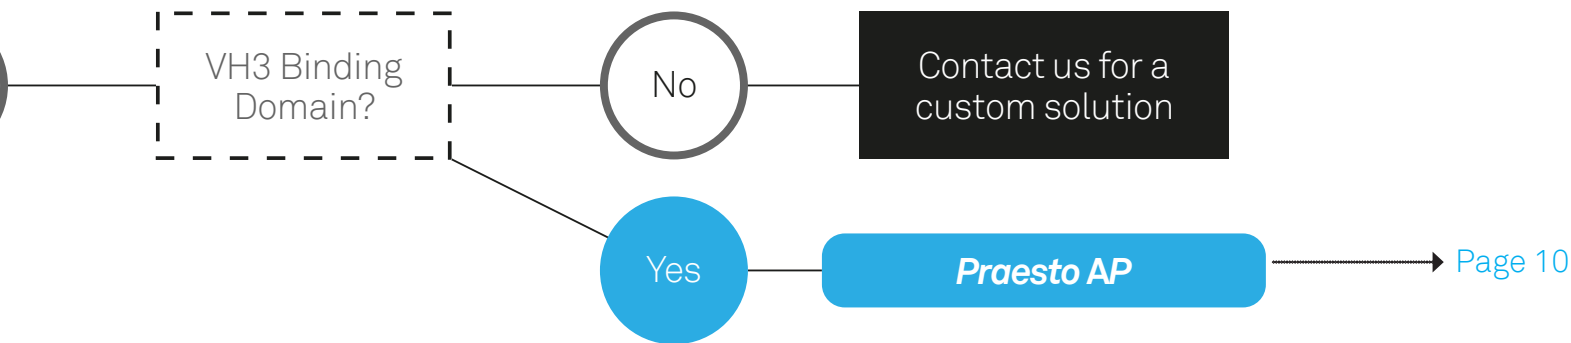 VH3 Binding
Domain?
No
Contact us for a
custom solution
Yes
Praesto AP
Page 10